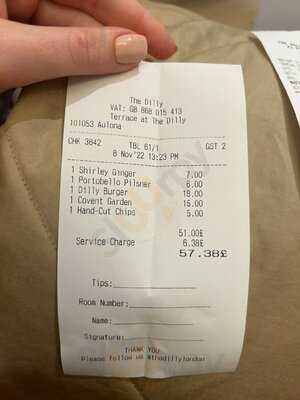 The Dilly
VAT: GB 868 015 413
Terrace at The Dilly
101053 Aulona
CHK 3842 TBL 61/1 GST 2
8 Nov'22 13:23 PM
1 Shirley Ginger 7.00
1 Portobello Pilsner 6.00
1 Dilly Burger 18.00
1 Covent Garden 15.00
1 Hand-Cut Chips 5.00
51.00£
Service Charge 6.38£
57.38£
Tips:
Room Number:
Name:
Signature:
THANK YOU
Please follow us @thedillylondon